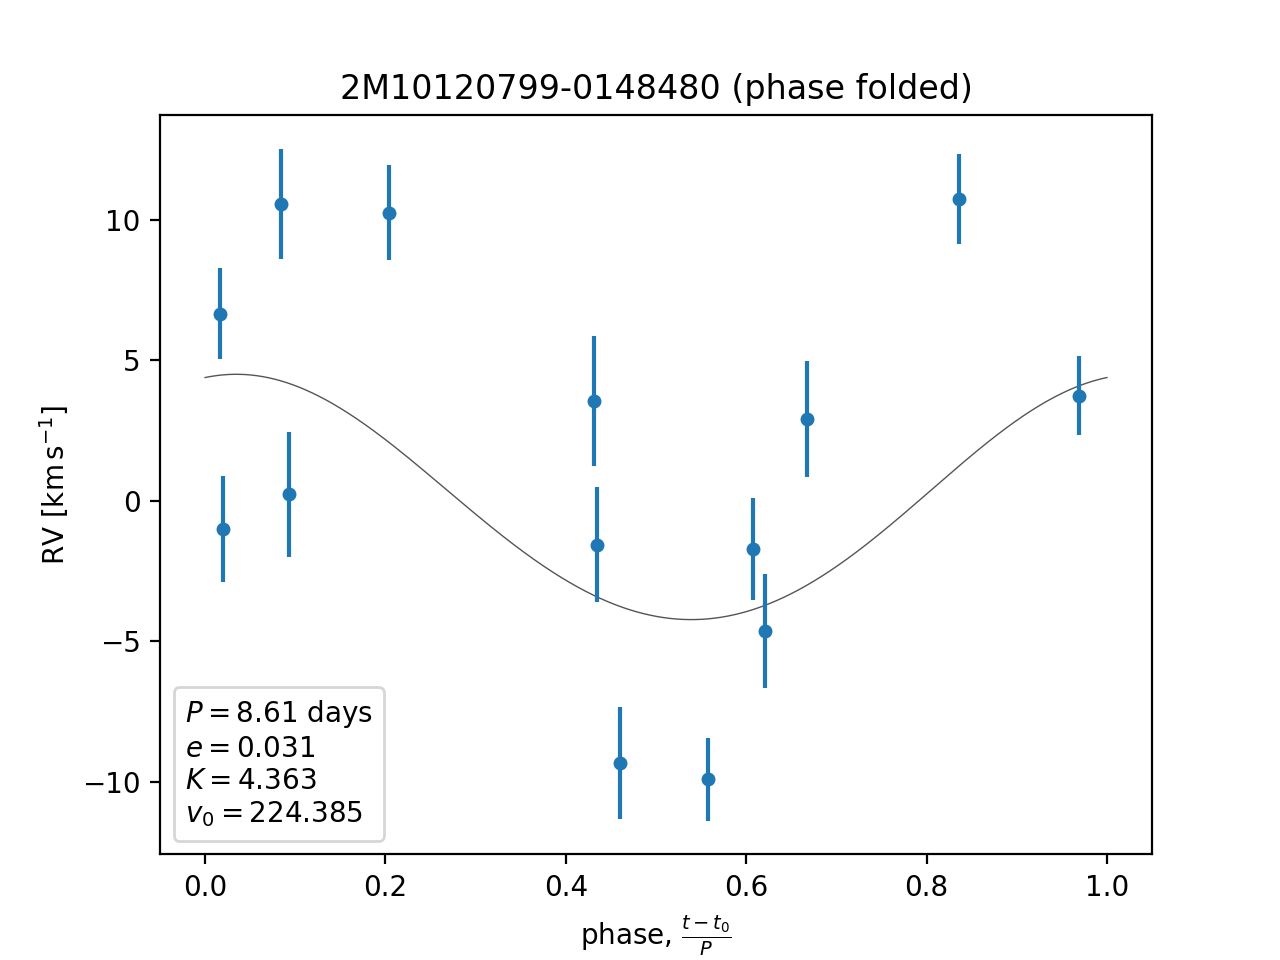 2M10120799-0148480 (phase folded)
RV [km s⁻¹]
10
5
0
−5
−10
P = 8.61 days
e = 0.031
K = 4.363
v₀ = 224.385
0.0 0.2 0.4 0.6 0.8 1.0
phase, (t − t₀)/P